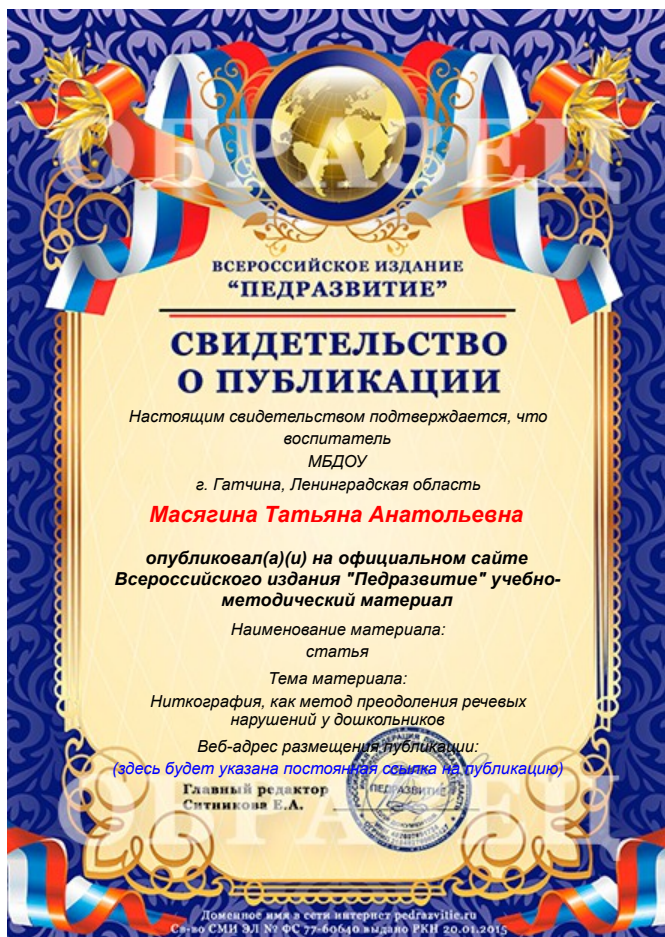 ОБРАЗЕЦ
ВСЕРОССИЙСКОЕ ИЗДАНИЕ
“ПЕДРАЗВИТИЕ”
СВИДЕТЕЛЬСТВО
О ПУБЛИКАЦИИ
Настоящим свидетельством подтверждается, что
воспитатель
МБДОУ
г. Гатчина, Ленинградская область
Масягина Татьяна Анатольевна
опубликовал(а)(и) на официальном сайте
Всероссийского издания "Педразвитие" учебно-
методический материал
Наименование материала:
статья
Тема материала:
Ниткография, как метод преодоления речевых
нарушений у дошкольников
Веб-адрес размещения публикации:
(здесь будет указана постоянная ссылка на публикацию)
Главный редактор
Ситникова Е.А.
ПЕДРАЗВИТИЕ
ОБРАЗЕЦ
Доменное имя в сети интернет pedrazvitie.ru
Св-во СМИ ЭЛ № ФС 77-60640 выдано РКН 20.01.2015